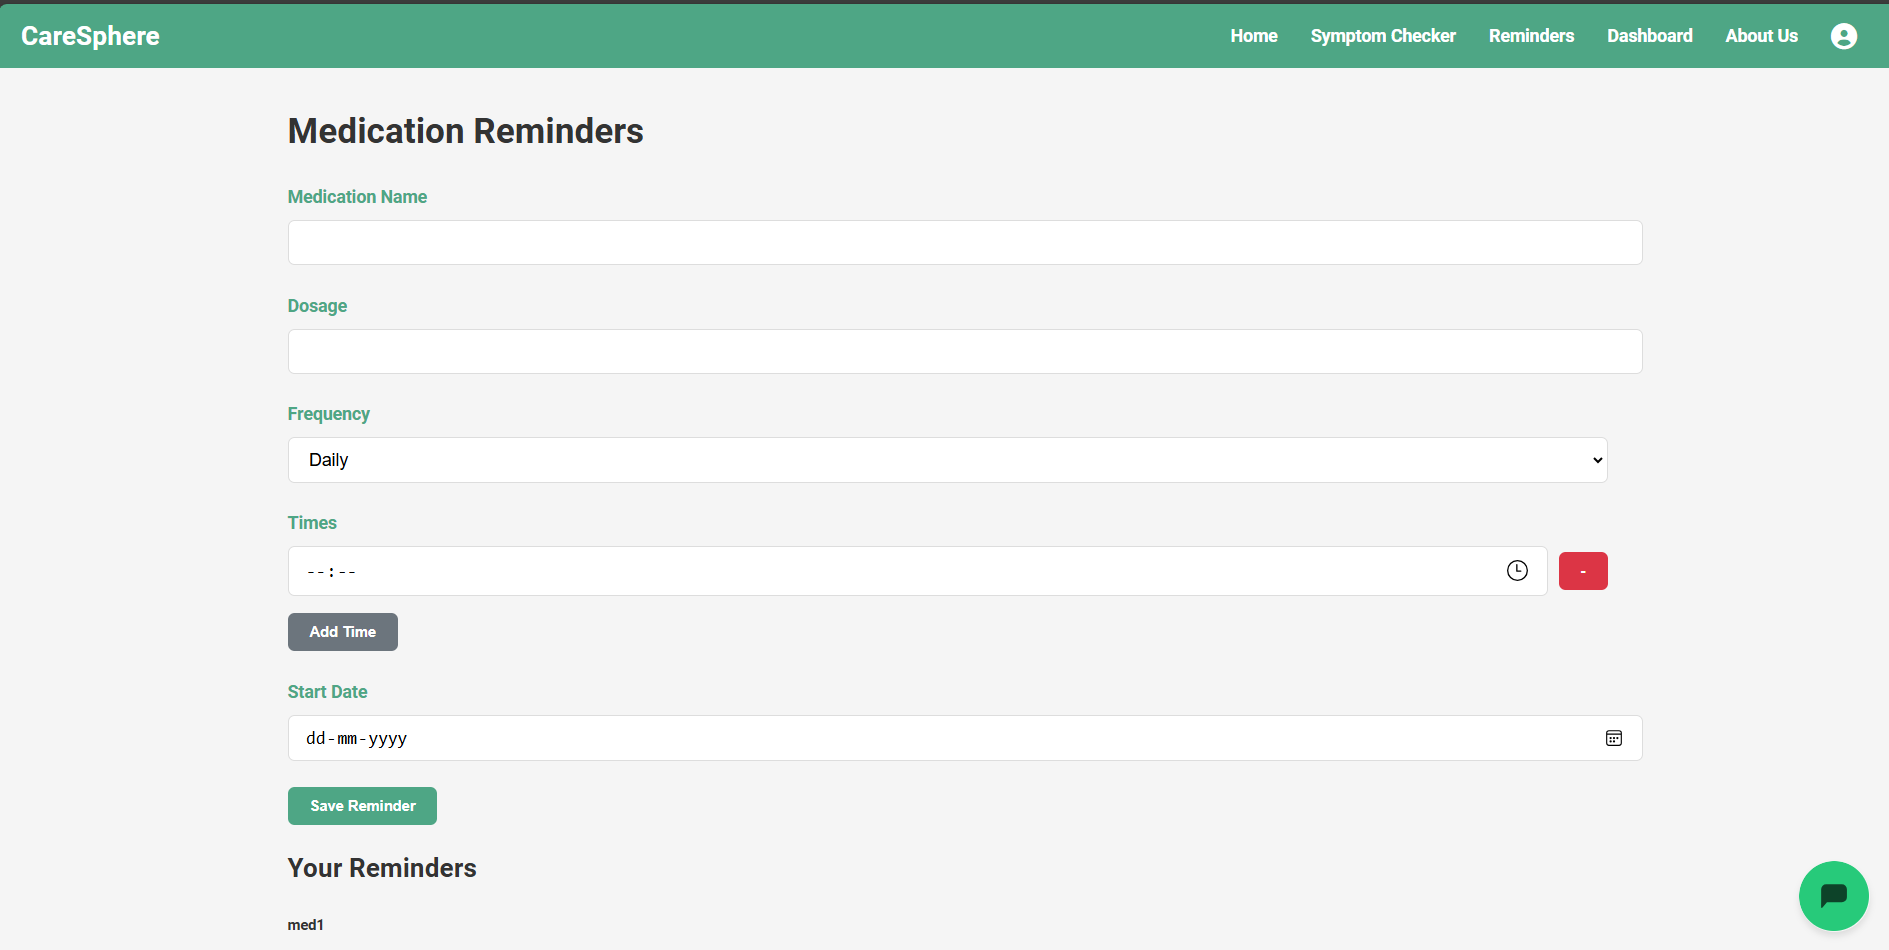 CareSphere
Home Symptom Checker Reminders Dashboard About Us
Medication Reminders
Medication Name
Dosage
Frequency
Daily
Times
--:--
-
Add Time
Start Date
dd-mm-yyyy
Save Reminder
Your Reminders
med1